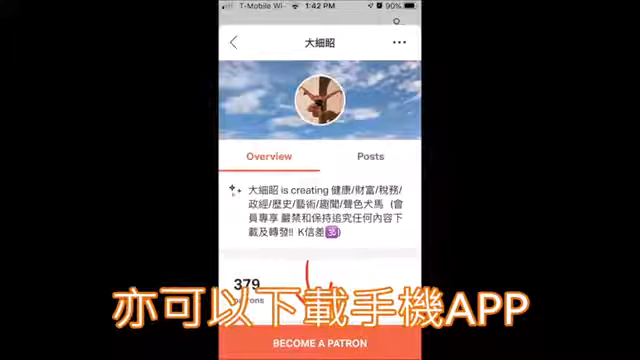 T-Mobile Wi-
1:42 PM
90%
大細昭
Overview
Posts
大細昭 is creating 健康/財富/稅務/
政經/歷史/藝術/趣聞/聲色犬馬 (會
員專享 嚴禁和保持追究任何內容下
載及轉發!! K信差🕉)
379
patrons
亦可以下載手機APP
BECOME A PATRON